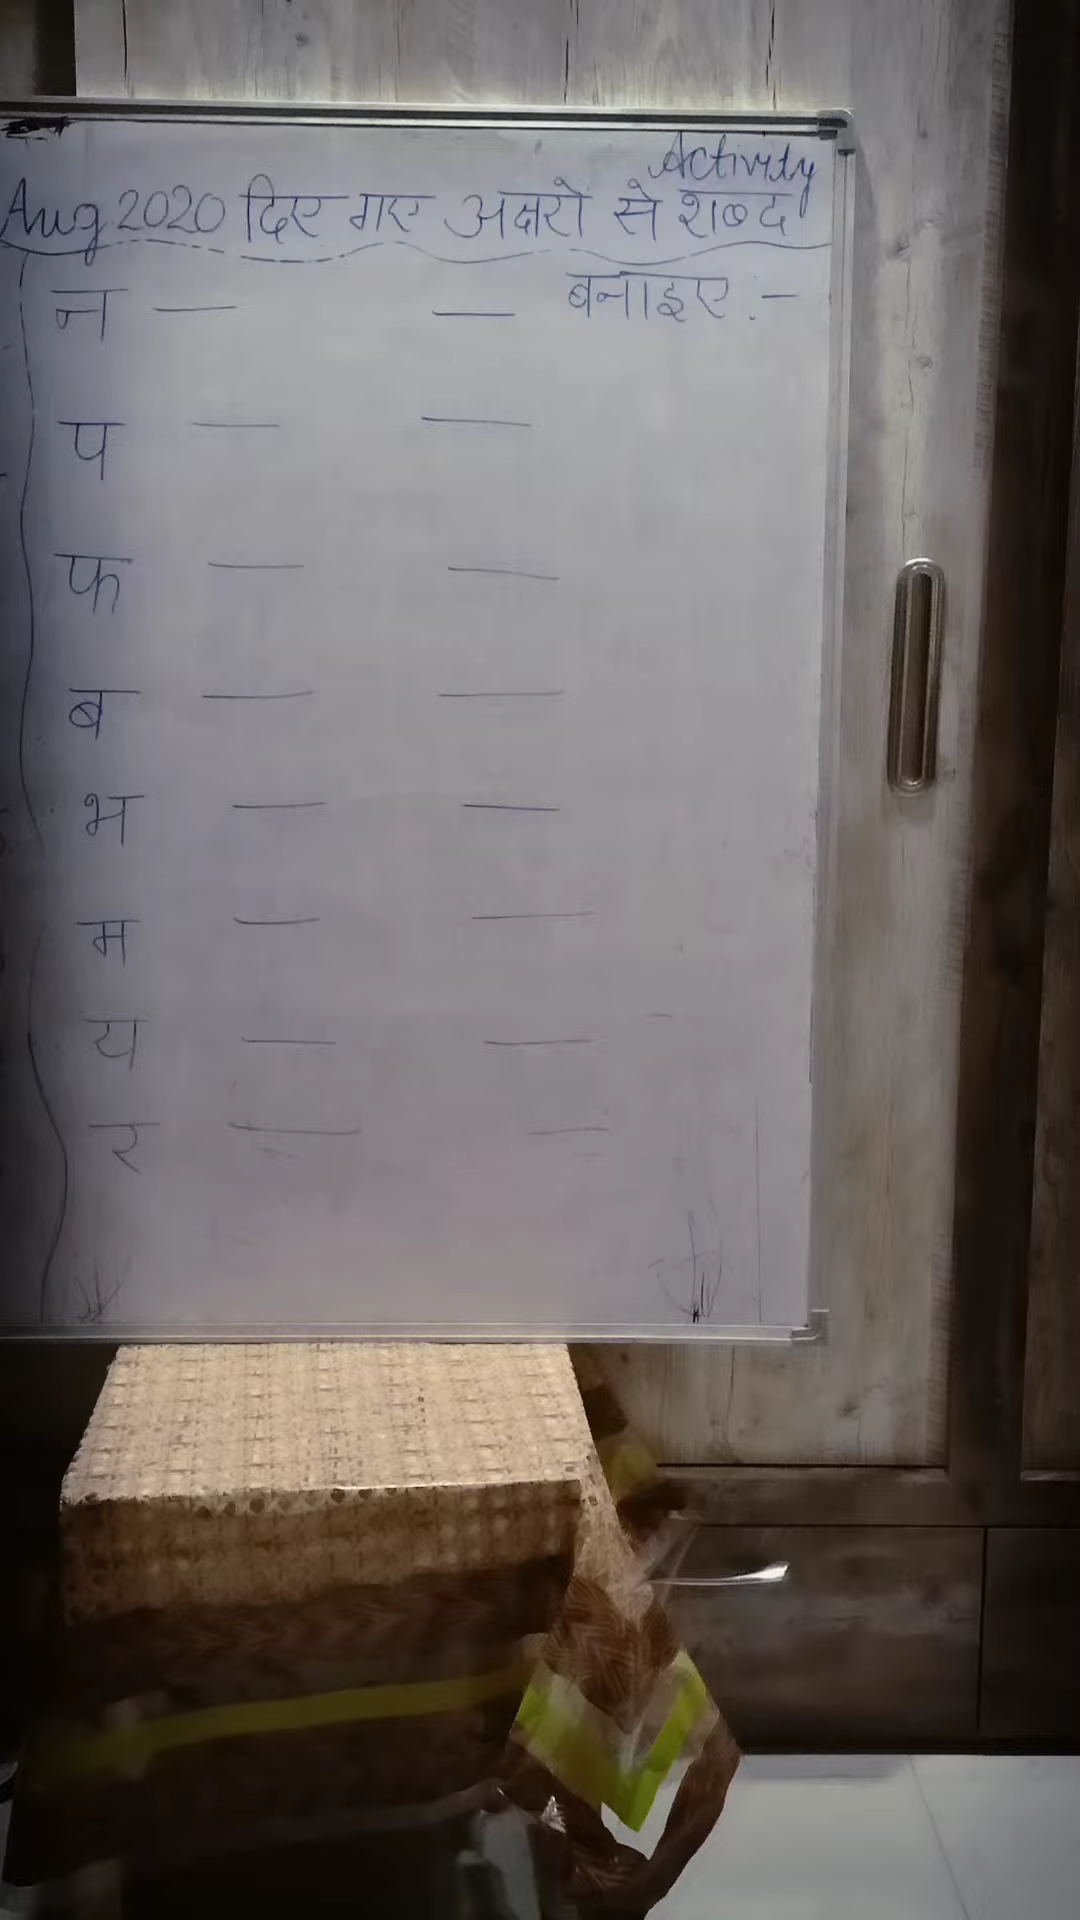 Activity
Aug 2020 दिए गए अक्षरों से शब्द
बनाइए :-
न — —
प — —
फ — —
ब — —
भ — —
म — —
य — —
र — —